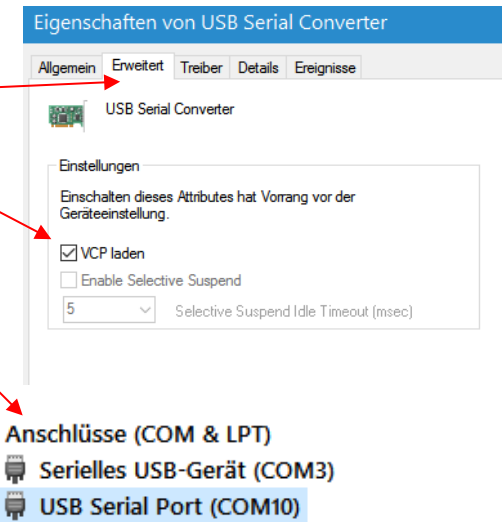 Eigenschaften von USB Serial Converter
Allgemein Erweitert Treiber Details Ereignisse
USB Serial Converter
Einstellungen
Einschalten dieses Attributes hat Vorrang vor der
Geräteeinstellung.
VCP laden
Enable Selective Suspend
5 Selective Suspend Idle Timeout (msec)
Anschlüsse (COM & LPT)
Serielles USB-Gerät (COM3)
USB Serial Port (COM10)